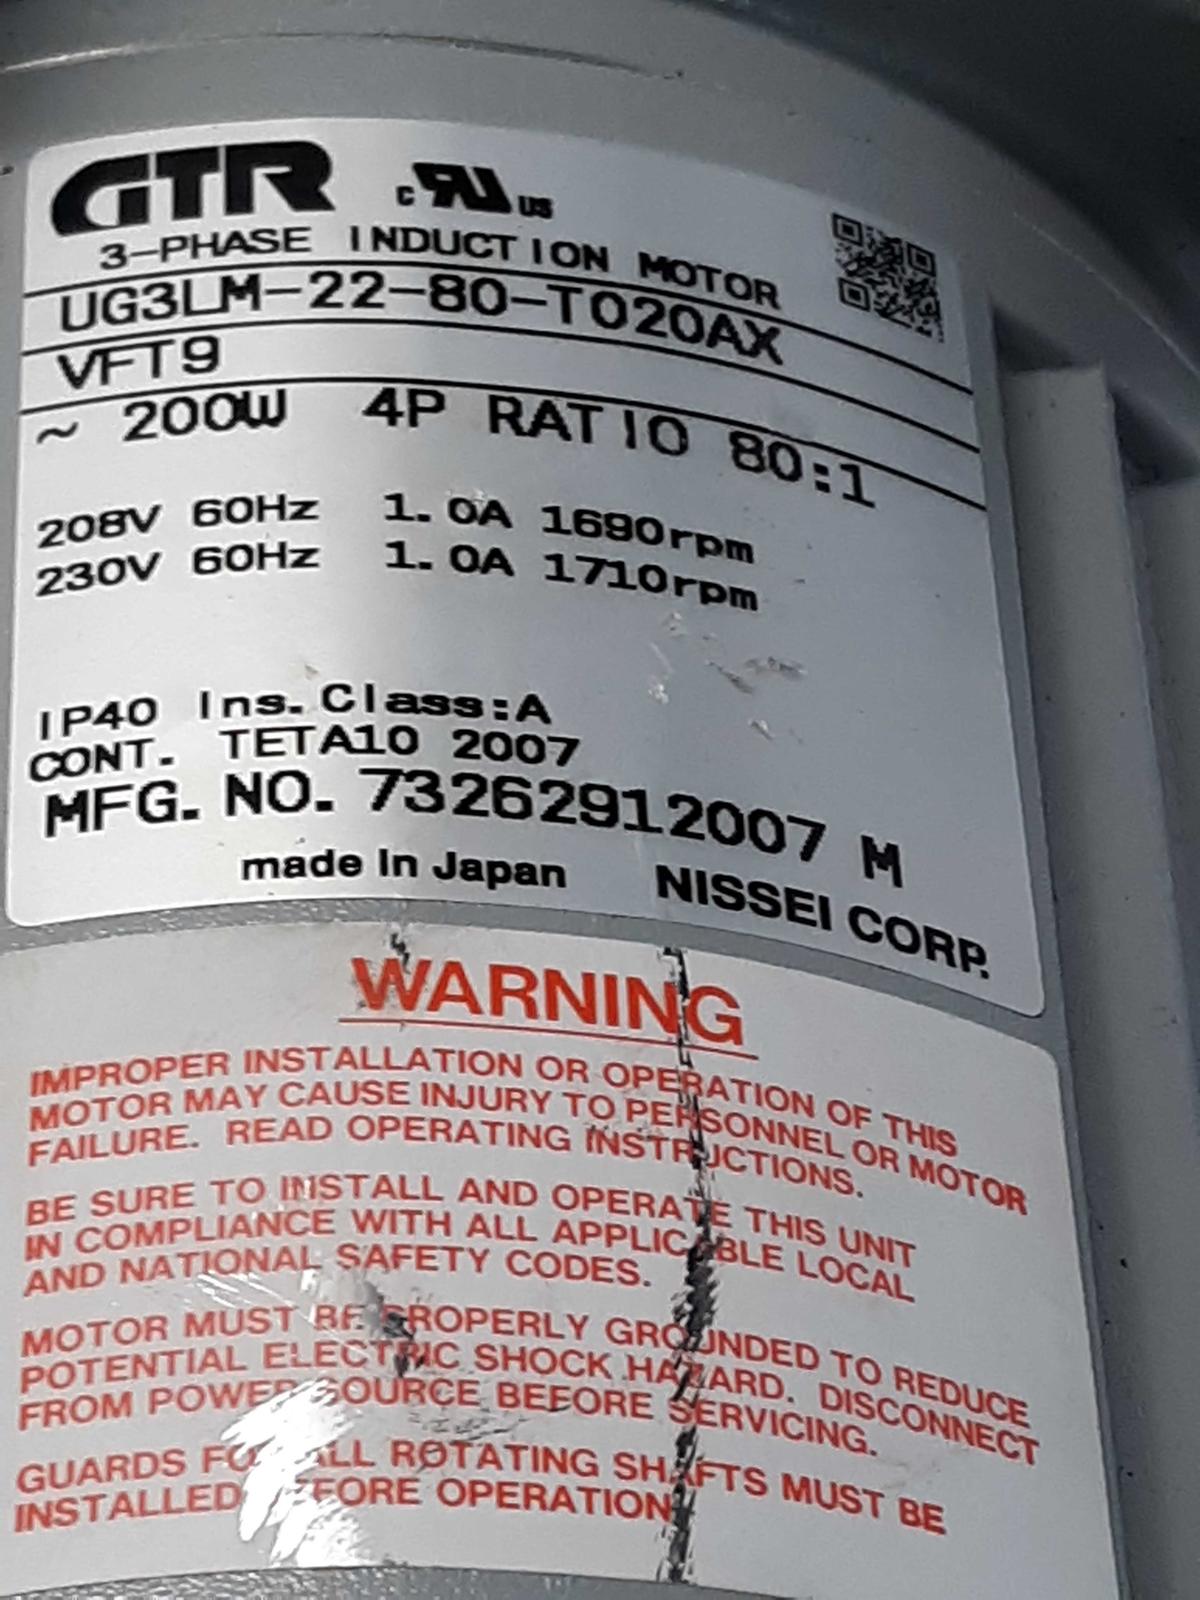 GTR c RU US
3-PHASE INDUCTION MOTOR
UG3LM-22-80-T020AX
VFT9
~ 200W 4P RATIO 80:1
208V 60Hz 1.0A 1690rpm
230V 60Hz 1.0A 1710rpm
IP40 Ins.Class:A
CONT. TETA10 2007
MFG. NO. 73262912007 M
made In Japan NISSEI CORP.
WARNING
IMPROPER INSTALLATION OR OPERATION OF THIS
MOTOR MAY CAUSE INJURY TO PERSONNEL OR MOTOR
FAILURE. READ OPERATING INSTRUCTIONS.
BE SURE TO INSTALL AND OPERATE THIS UNIT
IN COMPLIANCE WITH ALL APPLICABLE LOCAL
AND NATIONAL SAFETY CODES.
MOTOR MUST BE PROPERLY GROUNDED TO REDUCE
POTENTIAL ELECTRIC SHOCK HAZARD. DISCONNECT
FROM POWER SOURCE BEFORE SERVICING.
GUARDS FOR ALL ROTATING SHAFTS MUST BE
INSTALLED BEFORE OPERATION